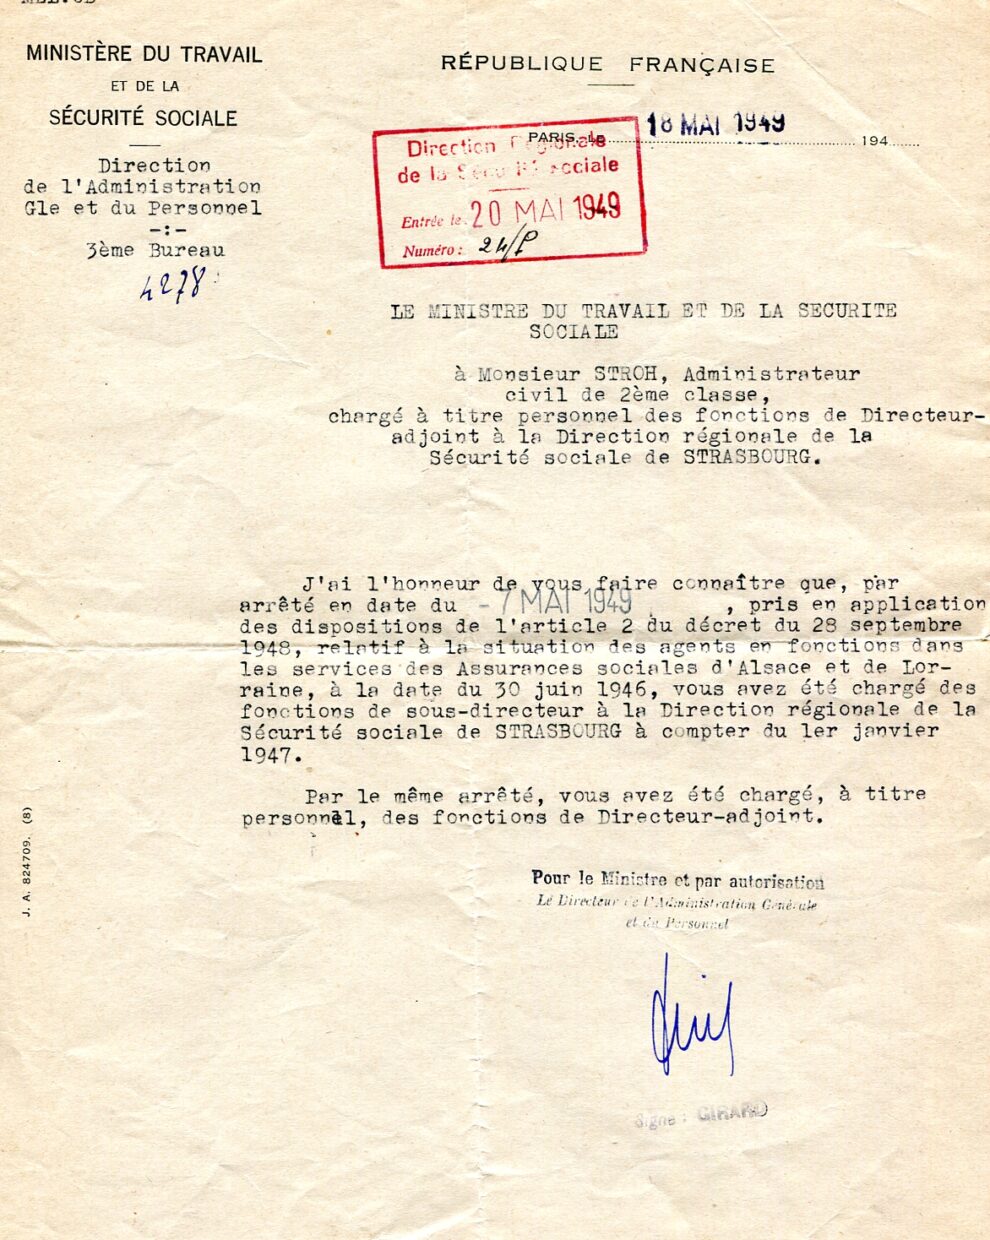 MINISTÈRE DU TRAVAIL
ET DE LA
SÉCURITÉ SOCIALE
Direction
de l'Administration
Gle et du Personnel
-:-
3ème Bureau
4278
RÉPUBLIQUE FRANÇAISE
PARIS, le 18 MAI 1949 194
Direction Régionale
de la Sécurité sociale
Entrée le: 20 MAI 1949
Numéro: 24/P
LE MINISTRE DU TRAVAIL ET DE LA SECURITE
SOCIALE
à Monsieur STROH, Administrateur
civil de 2ème classe,
chargé à titre personnel des fonctions de Directeur-
adjoint à la Direction régionale de la
Sécurité sociale de STRASBOURG.
J'ai l'honneur de vous faire connaître que, par
arrêté en date du -7 MAI 1949, pris en application
des dispositions de l'article 2 du décret du 28 septembre
1948, relatif à la situation des agents en fonctions dans
les services des Assurances sociales d'Alsace et de Lor-
raine, à la date du 30 juin 1946, vous avez été chargé des
fonctions de sous-directeur à la Direction régionale de la
Sécurité sociale de STRASBOURG à compter du 1er janvier
1947.
Par le même arrêté, vous avez été chargé, à titre
personnel, des fonctions de Directeur-adjoint.
Pour le Ministre et par autorisation
Le Directeur de l'Administration Générale
et du Personnel
Signé : GIRARD
J. A. 824709. (8)